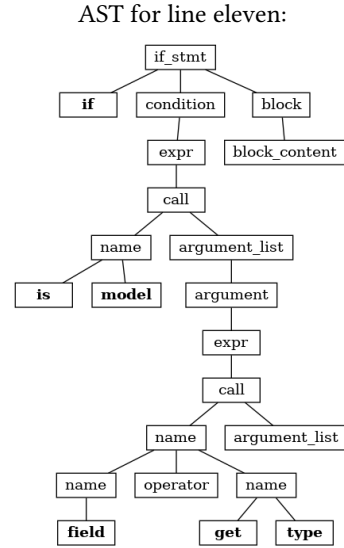 AST for line eleven:
if_stmt
if condition block
expr block_content
call
name argument_list
is model argument
expr
call
name argument_list
name operator name
field get type